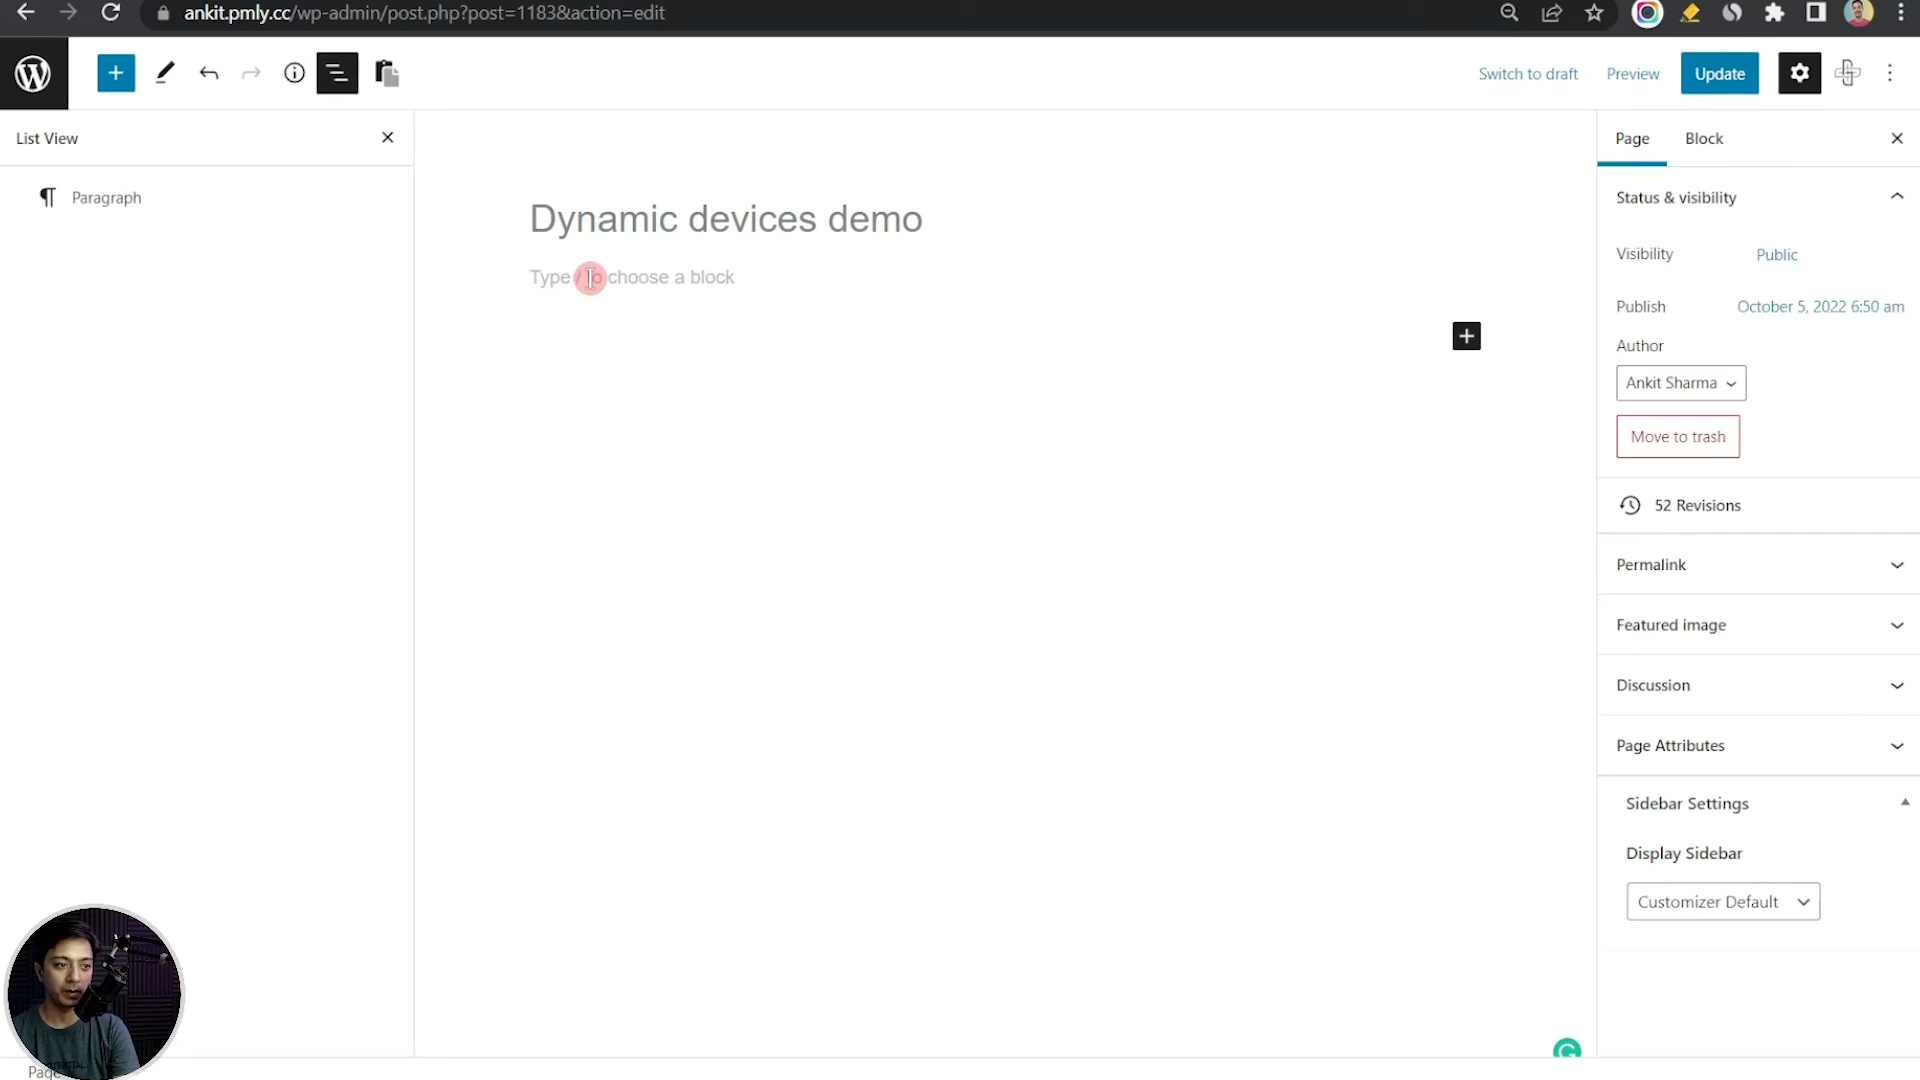 ankit.pmly.cc/wp-admin/post.php?post=1183&action=edit
Switch to draft
Preview
Update
List View
Paragraph
Dynamic devices demo
Type / to choose a block
Page
Block
Status & visibility
Visibility
Public
Publish
October 5, 2022 6:50 am
Author
Ankit Sharma
Move to trash
52 Revisions
Permalink
Featured image
Discussion
Page Attributes
Sidebar Settings
Display Sidebar
Customizer Default
Page